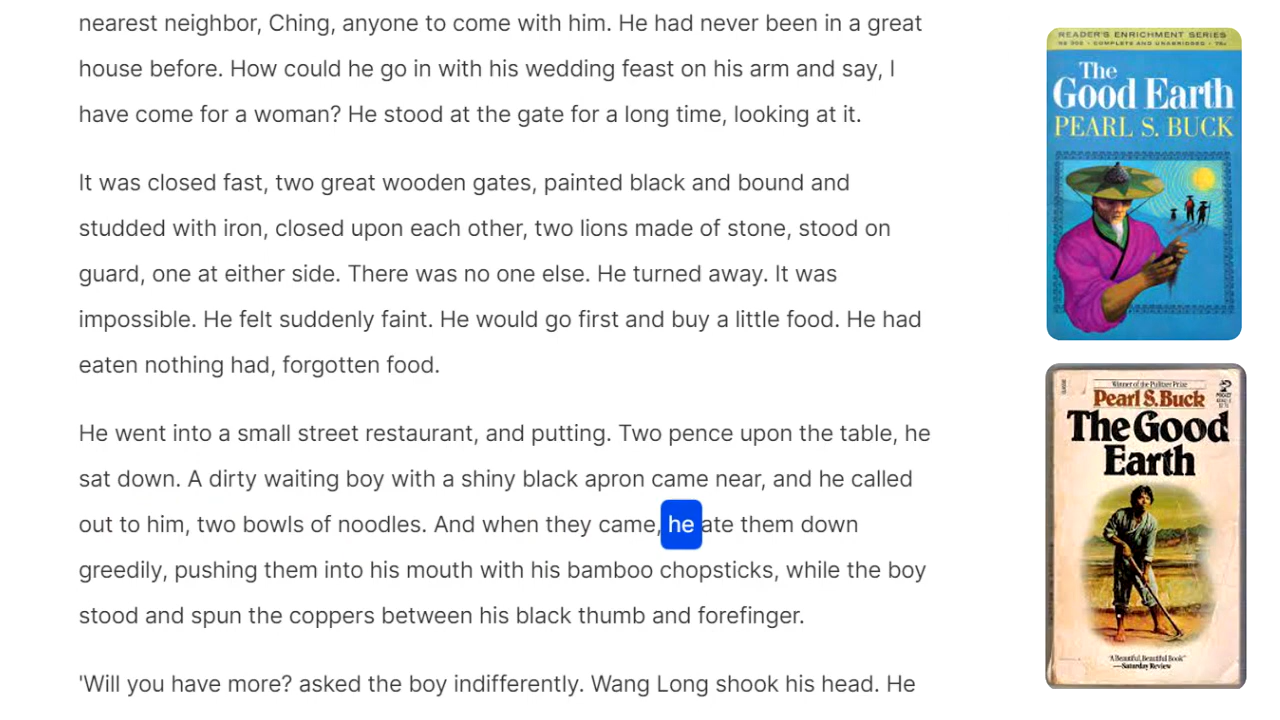 nearest neighbor, Ching, anyone to come with him. He had never been in a great
house before. How could he go in with his wedding feast on his arm and say, I
have come for a woman? He stood at the gate for a long time, looking at it.
It was closed fast, two great wooden gates, painted black and bound and
studded with iron, closed upon each other, two lions made of stone, stood on
guard, one at either side. There was no one else. He turned away. It was
impossible. He felt suddenly faint. He would go first and buy a little food. He had
eaten nothing had, forgotten food.
He went into a small street restaurant, and putting. Two pence upon the table, he
sat down. A dirty waiting boy with a shiny black apron came near, and he called
out to him, two bowls of noodles. And when they came, he ate them down
greedily, pushing them into his mouth with his bamboo chopsticks, while the boy
stood and spun the coppers between his black thumb and forefinger.
'Will you have more? asked the boy indifferently. Wang Long shook his head. He
READER'S ENRICHMENT SERIES
COMPLETE AND UNABRIDGED
The
Good Earth
PEARL S. BUCK
Winner of the Pulitzer Prize
Pearl S. Buck
The Good
Earth
"A Beautiful, Beautiful Book"
—Saturday Review